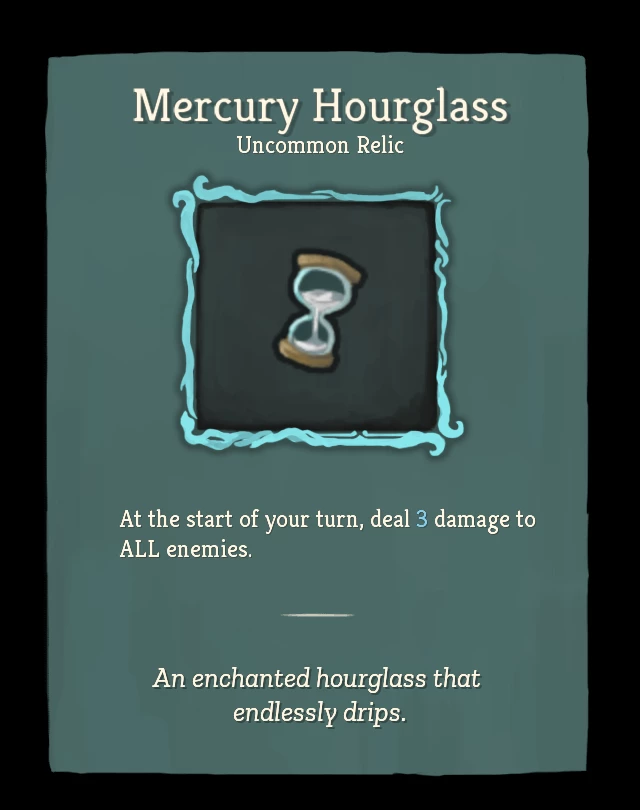 Mercury Hourglass
Uncommon Relic
At the start of your turn, deal 3 damage to
ALL enemies.
An enchanted hourglass that
endlessly drips.